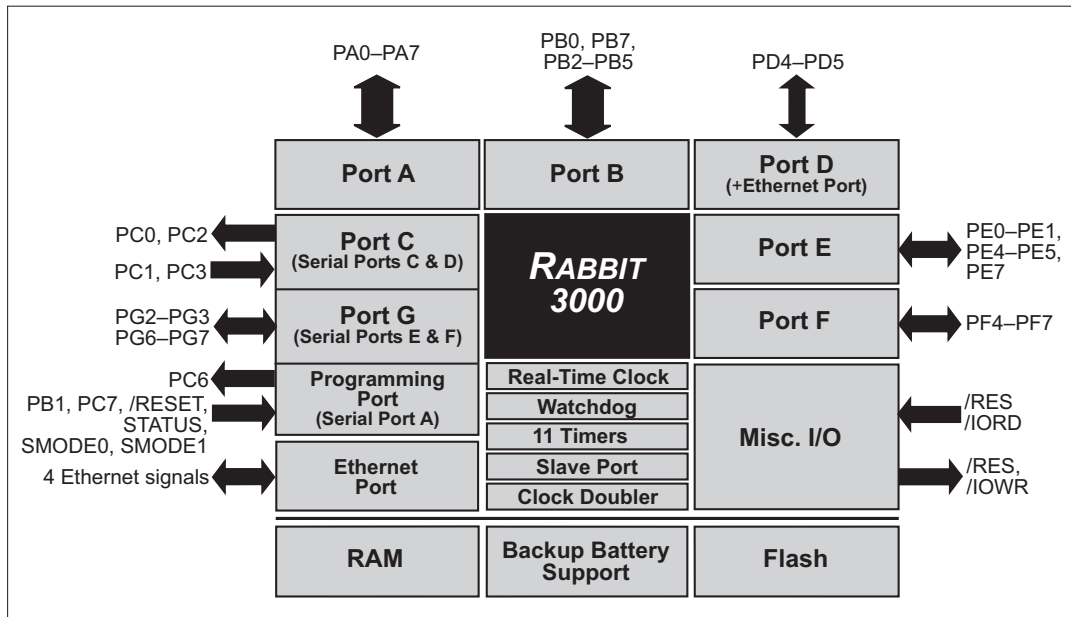 PA0–PA7
PB0, PB7,
PB2–PB5
PD4–PD5
Port A
Port B
Port D
(+Ethernet Port)
PC0, PC2
PC1, PC3
Port C
(Serial Ports C & D)
RABBIT
3000
Port E
PE0–PE1,
PE4–PE5,
PE7
PG2–PG3
PG6–PG7
Port G
(Serial Ports E & F)
Port F
PF4–PF7
PC6
PB1, PC7, /RESET,
STATUS,
SMODE0, SMODE1
Programming
Port
(Serial Port A)
Real-Time Clock
Watchdog
11 Timers
Slave Port
Clock Doubler
Misc. I/O
/RES
/IORD
/RES,
/IOWR
4 Ethernet signals
Ethernet
Port
RAM
Backup Battery
Support
Flash